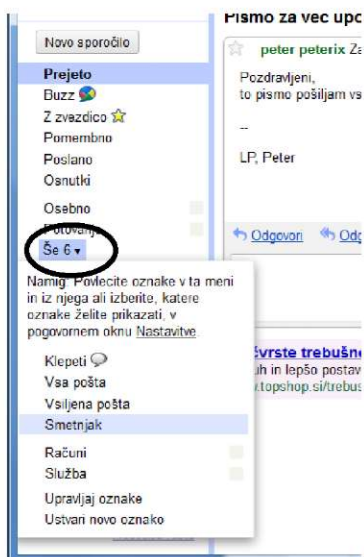 Pismo za več upo
Novo sporočilo
peter peterix Za
Prejeto
Buzz
Z zvezdico
Pomembno
Poslano
Osnutki
Pozdravljeni,
to pismo pošiljam vs
--
LP, Peter
Osebno
Potovanje
Še 6
Odgovori
Namig: Povlecite oznake v ta meni
in iz njega ali izberite, katere
oznake želite prikazati, v
pogovornem oknu Nastavitve.
Klepeti
Vsa pošta
Vsiljena pošta
Smetnjak
Računi
Služba
Upravljaj oznake
Ustvari novo oznako
vrste trebušne
uh in lepšo postav
.topshop.si/trebus